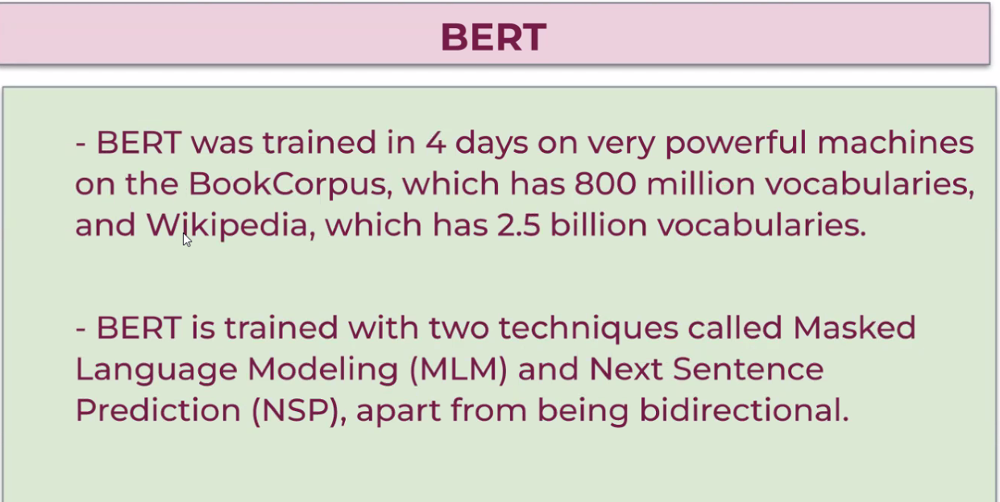 BERT
- BERT was trained in 4 days on very powerful machines
on the BookCorpus, which has 800 million vocabularies,
and Wikipedia, which has 2.5 billion vocabularies.
- BERT is trained with two techniques called Masked
Language Modeling (MLM) and Next Sentence
Prediction (NSP), apart from being bidirectional.